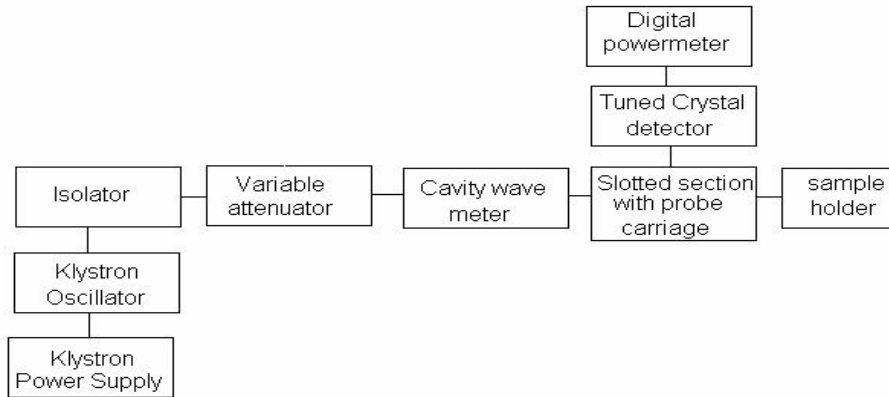 Digital
powermeter
Tuned Crystal
detector
Isolator
Variable
attenuator
Cavity wave
meter
Slotted section
with probe
carriage
sample
holder
Klystron
Oscillator
Klystron
Power Supply